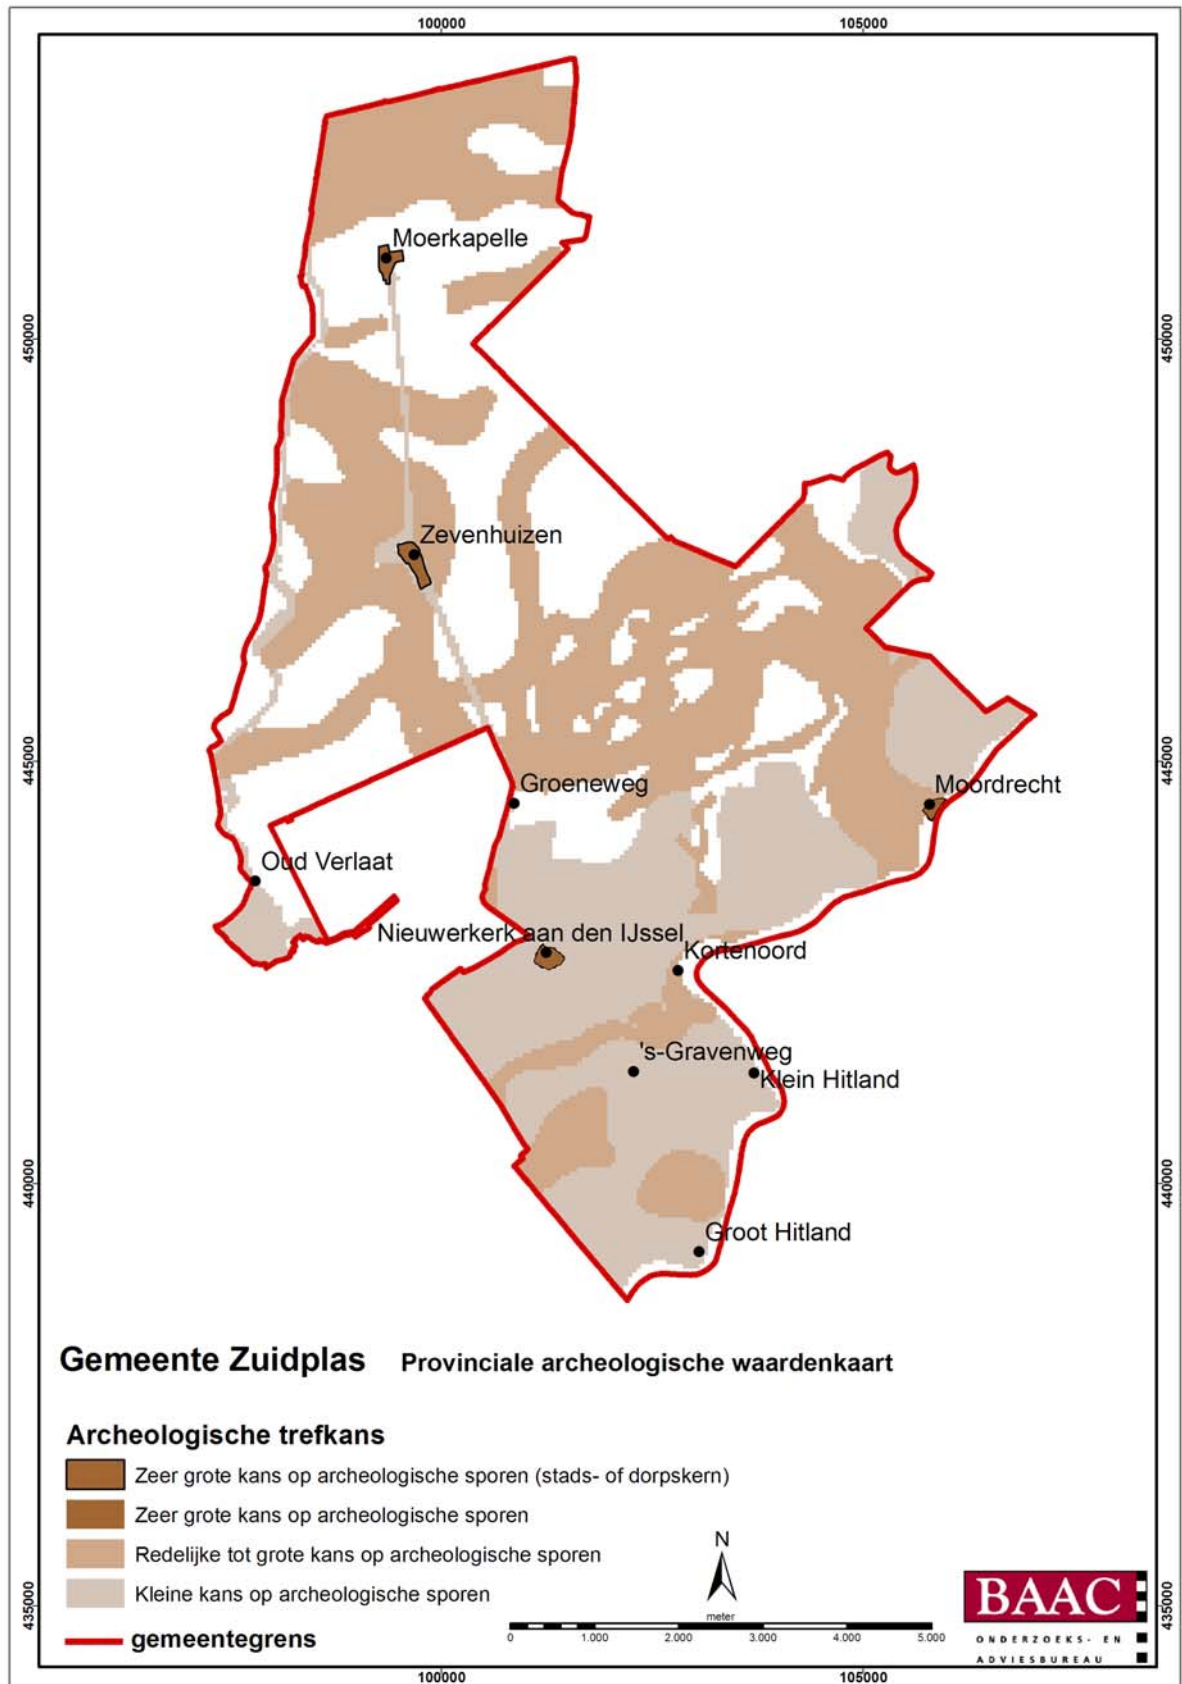 100000 105000
450000 450000
445000 445000
440000 440000
435000 435000
Moerkapelle
Zevenhuizen
Groeneweg
Moordrecht
Oud Verlaat
Nieuwerkerk aan den IJssel
Kortenoord
's-Gravenweg
Klein Hitland
Groot Hitland
Gemeente Zuidplas Provinciale archeologische waardenkaart
Archeologische trefkans
Zeer grote kans op archeologische sporen (stads- of dorpskern)
Zeer grote kans op archeologische sporen
Redelijke tot grote kans op archeologische sporen
Kleine kans op archeologische sporen
gemeentegrens
N
meter
0 1.000 2.000 3.000 4.000 5.000
BAAC
ONDERZOEKS- EN
ADVIESBUREAU
100000 105000